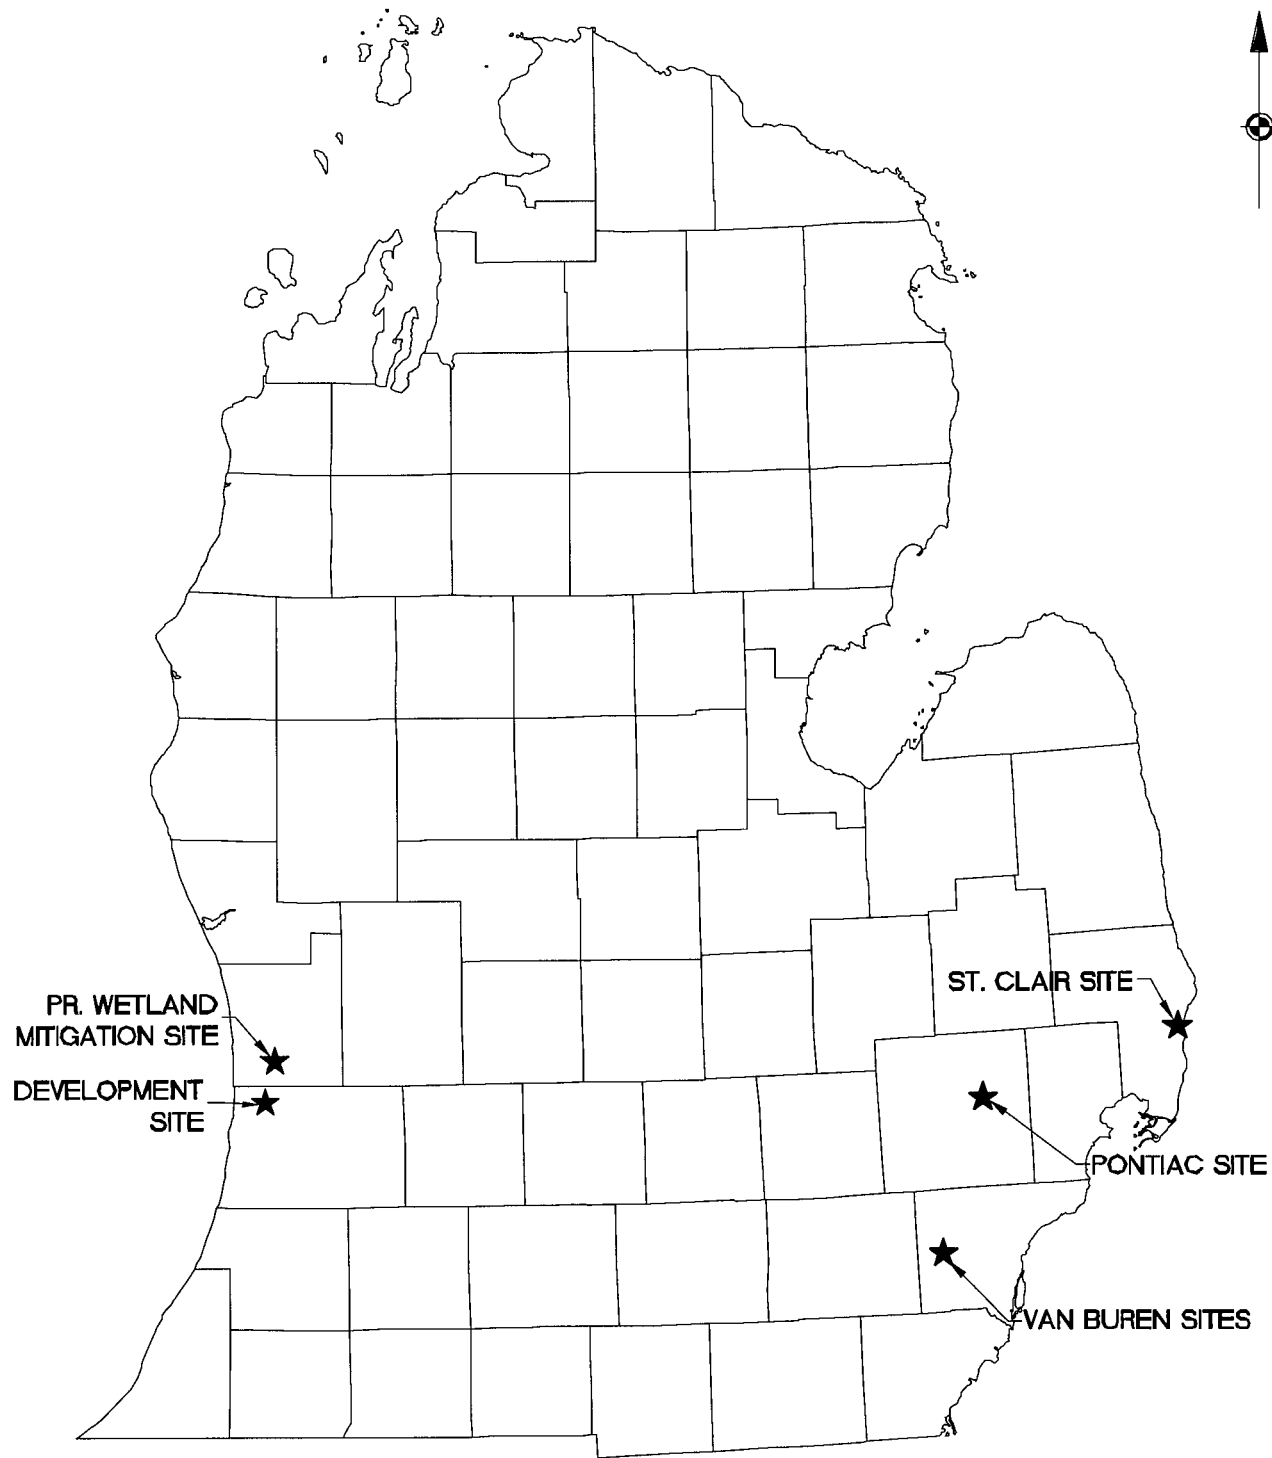 ST. CLAIR SITE
PR. WETLAND
MITIGATION SITE
DEVELOPMENT
SITE
PONTIAC SITE
VAN BUREN SITES